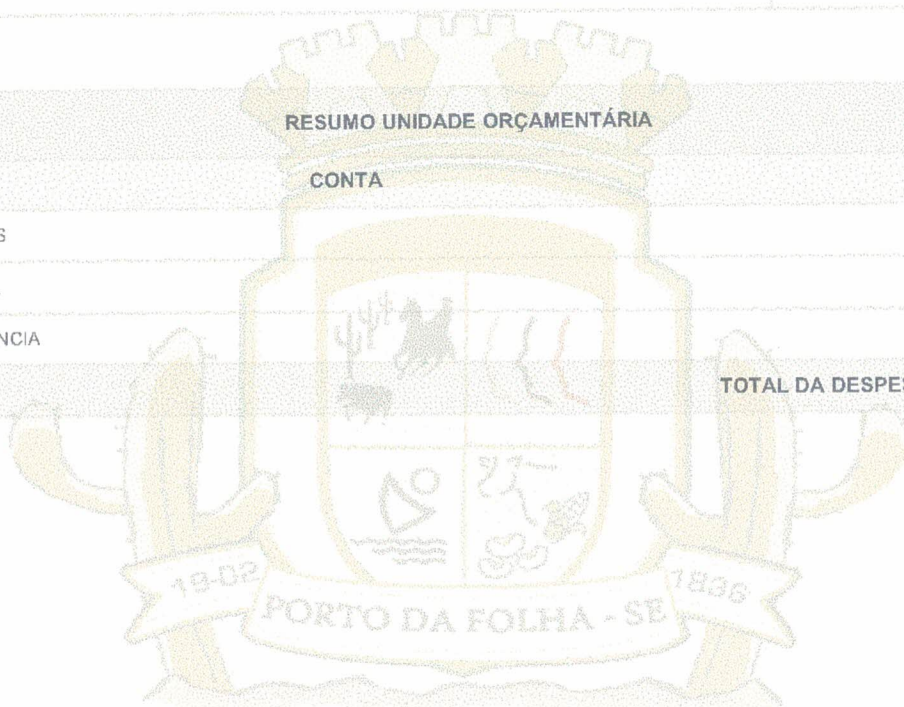 RESUMO UNIDADE ORÇAMENTÁRIA
CONTA
S
NCIA
TOTAL DA DESPES
19-02
1836
PORTO DA FOLHA - SE